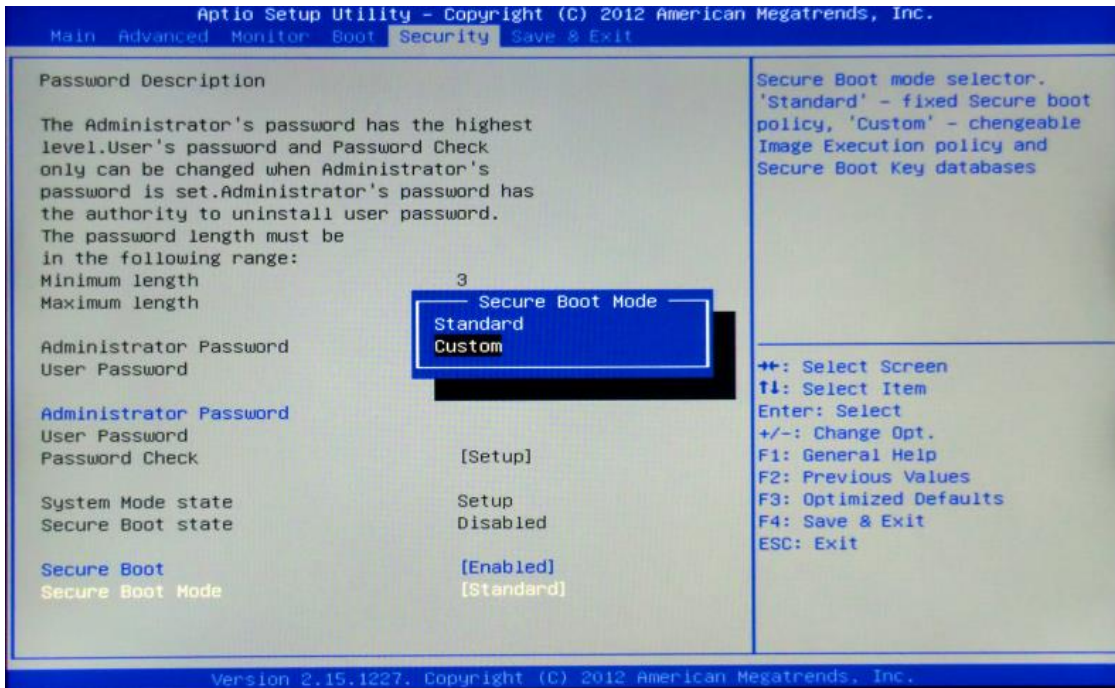 Aptio Setup Utility – Copyright (C) 2012 American Megatrends, Inc.
Main Advanced Monitor Boot Security Save & Exit
Password Description
The Administrator's password has the highest
level.User's password and Password Check
only can be changed when Administrator's
password is set.Administrator's password has
the authority to uninstall user password.
The password length must be
in the following range:
Minimum length 3
Maximum length
Administrator Password
User Password
Administrator Password
User Password
Password Check [Setup]
System Mode state Setup
Secure Boot state Disabled
Secure Boot [Enabled]
Secure Boot Mode [Standard]
Secure Boot Mode
Standard
Custom
Secure Boot mode selector.
'Standard' – fixed Secure boot
policy, 'Custom' – chengeable
Image Execution policy and
Secure Boot Key databases
→←: Select Screen
↑↓: Select Item
Enter: Select
+/-: Change Opt.
F1: General Help
F2: Previous Values
F3: Optimized Defaults
F4: Save & Exit
ESC: Exit
Version 2.15.1227. Copyright (C) 2012 American Megatrends, Inc.